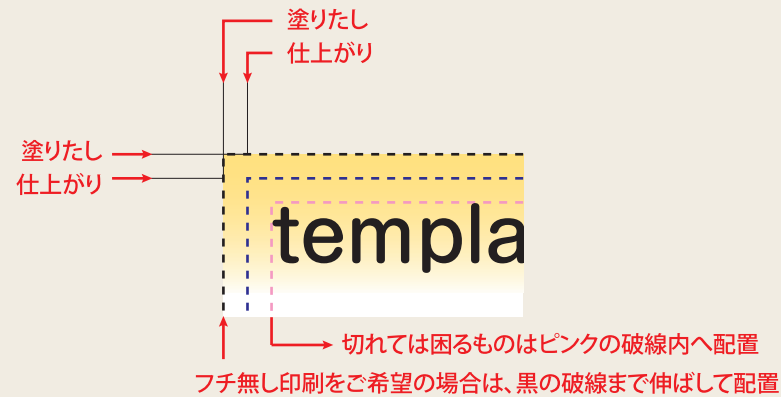 塗りたし
仕上がり
塗りたし
仕上がり
templa
切れては困るものはピンクの破線内へ配置
フチ無し印刷をご希望の場合は、黒の破線まで伸ばして配置